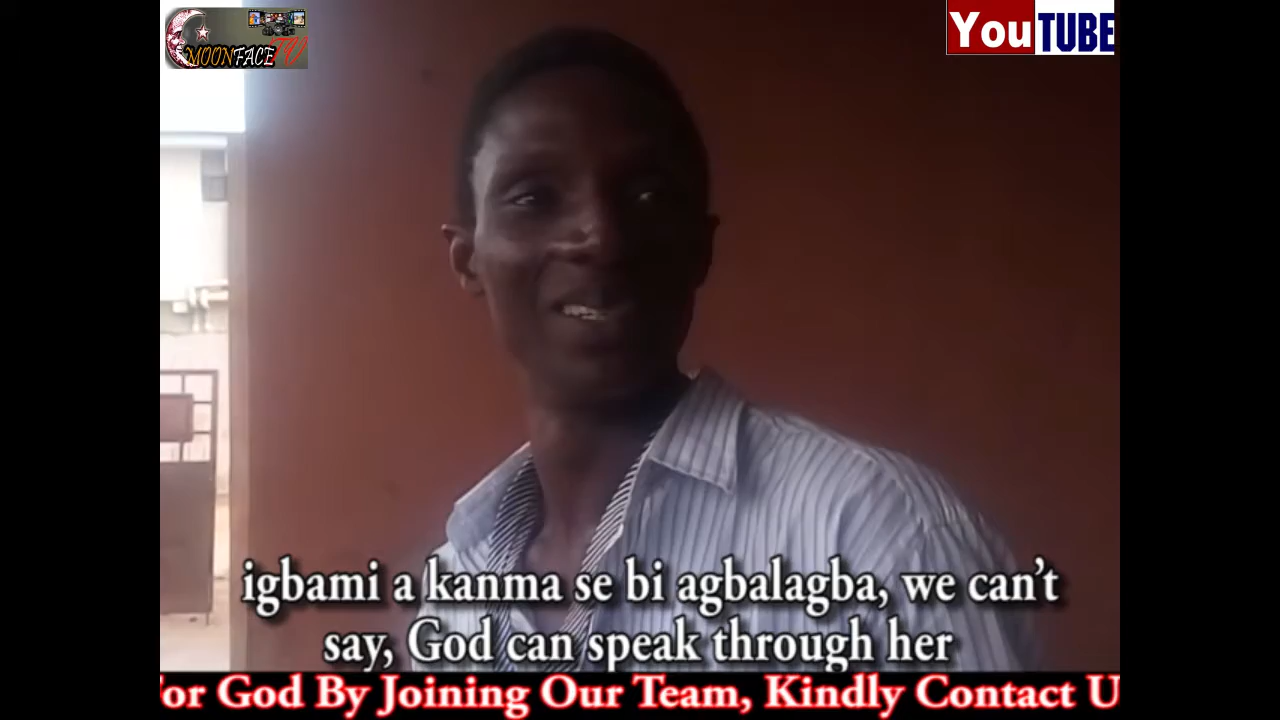 MOONFACE TV
YouTUBE
igbami a kanma se bi agbalagba, we can't
say, God can speak through her
For God By Joining Our Team, Kindly Contact U